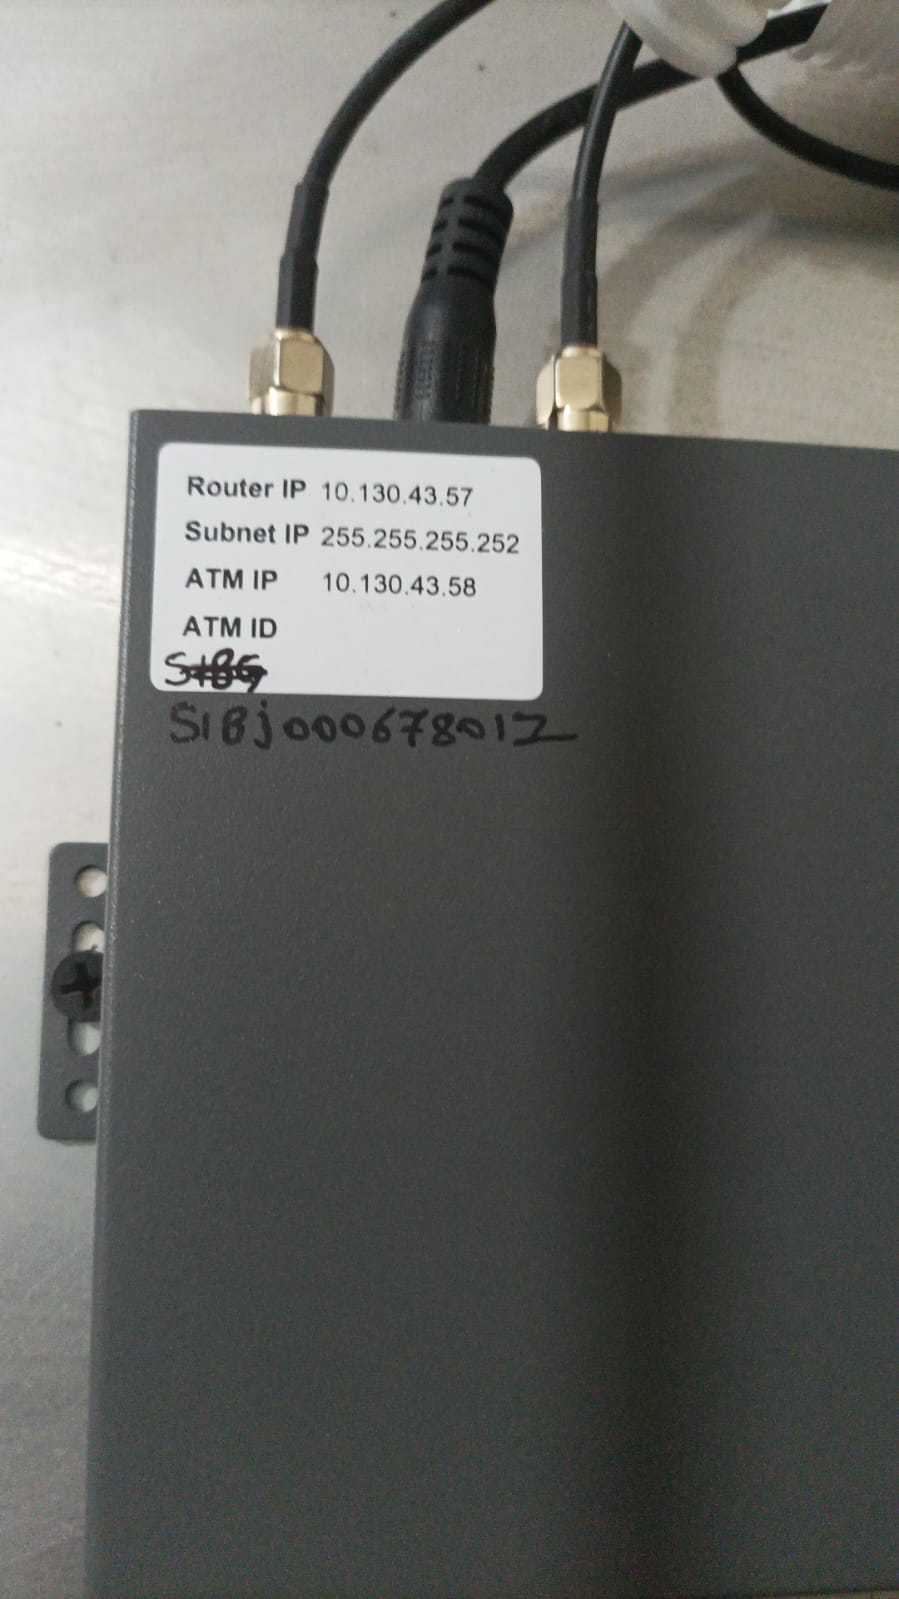 Router IP 10.130.43.57
Subnet IP 255.255.255.252
ATM IP 10.130.43.58
ATM ID
SIBj000678012